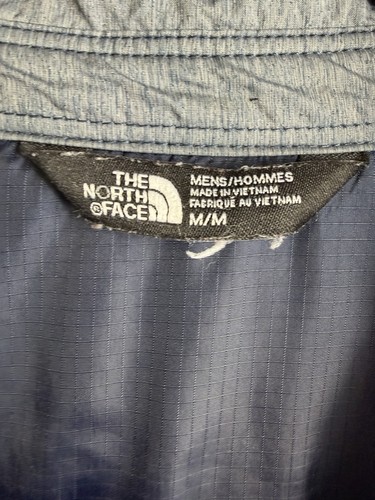 THE
NORTH
®FACE
MENS/HOMMES
MADE IN VIETNAM
FABRIQUÉ AU VIETNAM
M/M